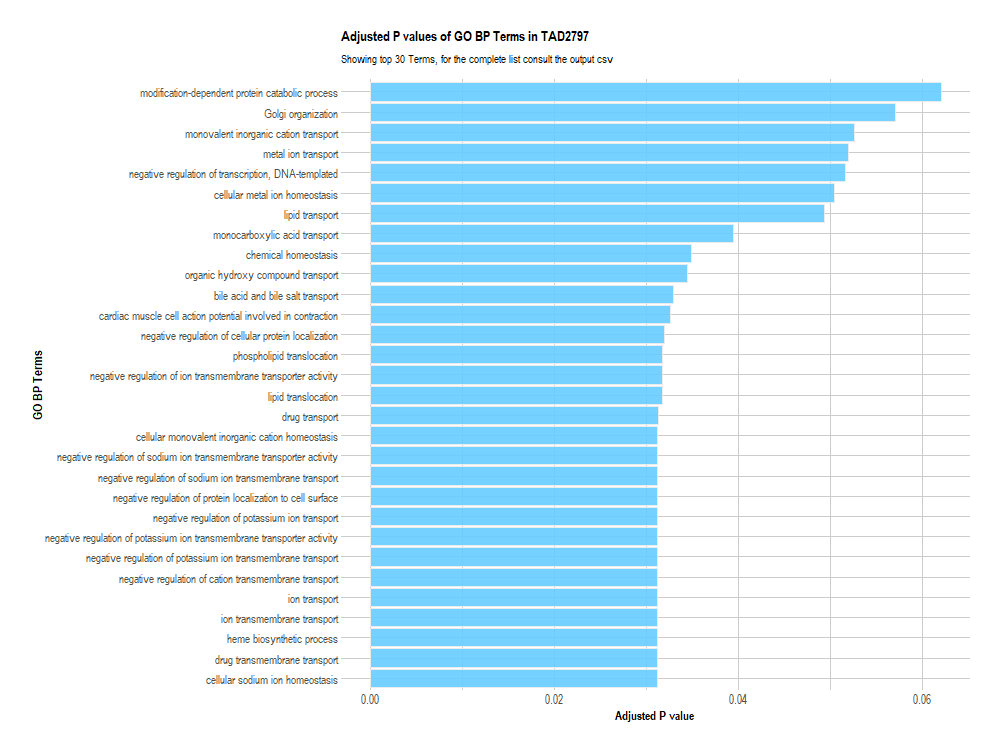 Adjusted P values of GO BP Terms in TAD2797
Showing top 30 Terms, for the complete list consult the output csv
GO BP Terms
modification-dependent protein catabolic process
Golgi organization
monovalent inorganic cation transport
metal ion transport
negative regulation of transcription, DNA-templated
cellular metal ion homeostasis
lipid transport
monocarboxylic acid transport
chemical homeostasis
organic hydroxy compound transport
bile acid and bile salt transport
cardiac muscle cell action potential involved in contraction
negative regulation of cellular protein localization
phospholipid translocation
negative regulation of ion transmembrane transporter activity
lipid translocation
drug transport
cellular monovalent inorganic cation homeostasis
negative regulation of sodium ion transmembrane transporter activity
negative regulation of sodium ion transmembrane transport
negative regulation of protein localization to cell surface
negative regulation of potassium ion transport
negative regulation of potassium ion transmembrane transporter activity
negative regulation of potassium ion transmembrane transport
negative regulation of cation transmembrane transport
ion transport
ion transmembrane transport
heme biosynthetic process
drug transmembrane transport
cellular sodium ion homeostasis
0.00 0.02 0.04 0.06
Adjusted P value